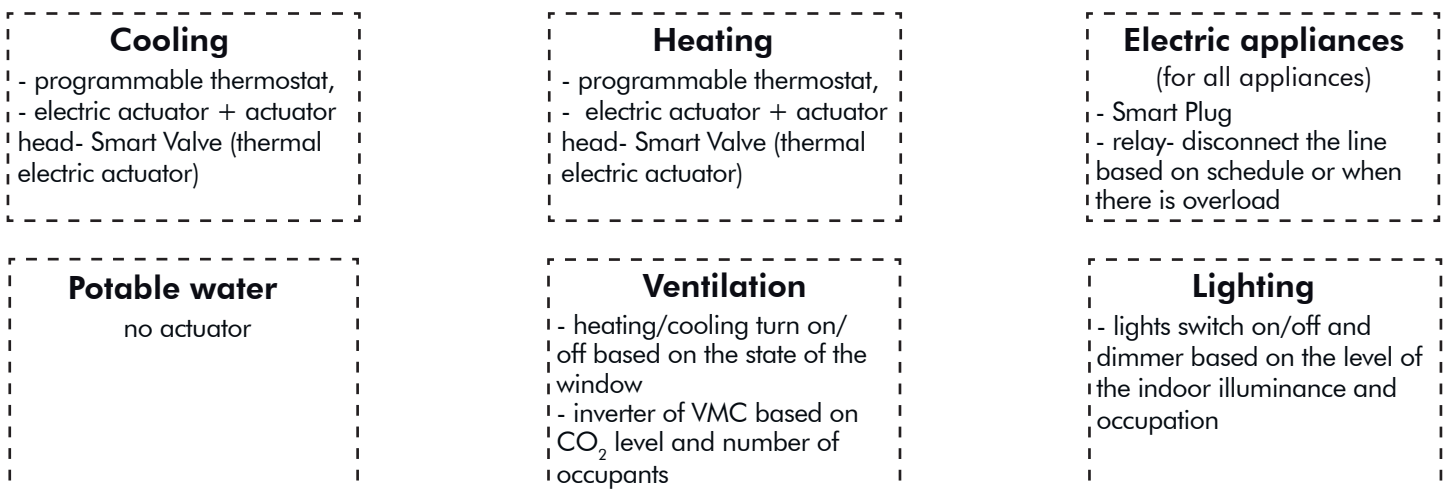 Cooling
- programmable thermostat,
- electric actuator + actuator
head- Smart Valve (thermal
electric actuator)
Heating
- programmable thermostat,
- electric actuator + actuator
head- Smart Valve (thermal
electric actuator)
Electric appliances
(for all appliances)
- Smart Plug
- relay- disconnect the line
based on schedule or when
there is overload
Potable water
no actuator
Ventilation
- heating/cooling turn on/
off based on the state of the
window
- inverter of VMC based on
CO₂ level and number of
occupants
Lighting
- lights switch on/off and
dimmer based on the level of
the indoor illuminance and
occupation